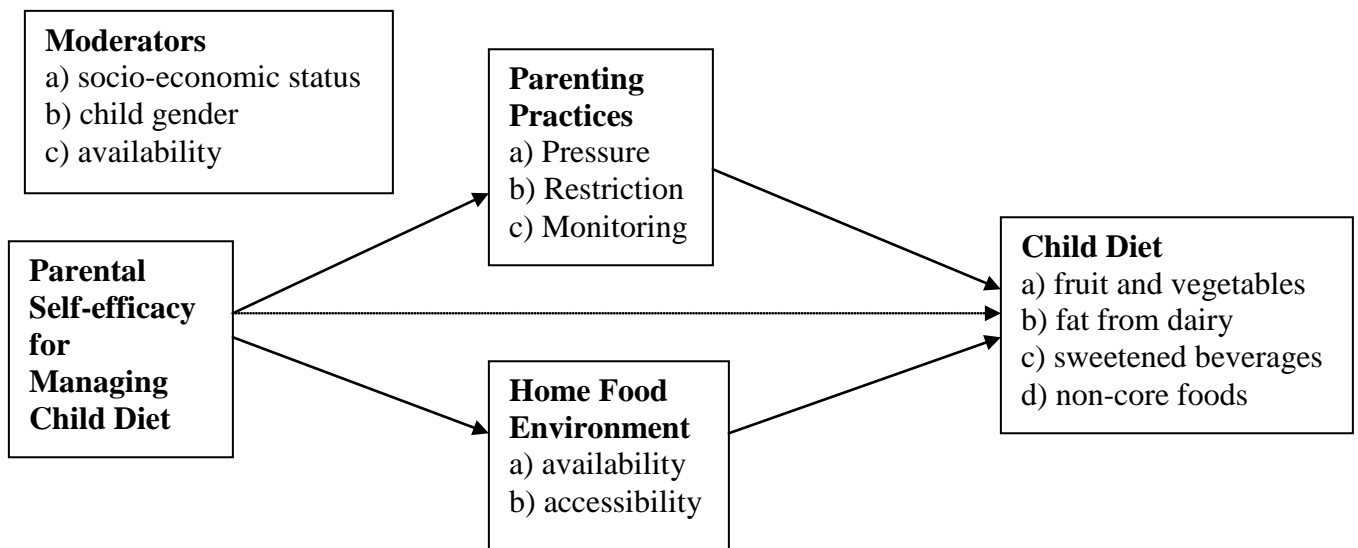 Moderators
a) socio-economic status
b) child gender
c) availability
Parental
Self-efficacy
for
Managing
Child Diet
Parenting
Practices
a) Pressure
b) Restriction
c) Monitoring
Home Food
Environment
a) availability
b) accessibility
Child Diet
a) fruit and vegetables
b) fat from dairy
c) sweetened beverages
d) non-core foods